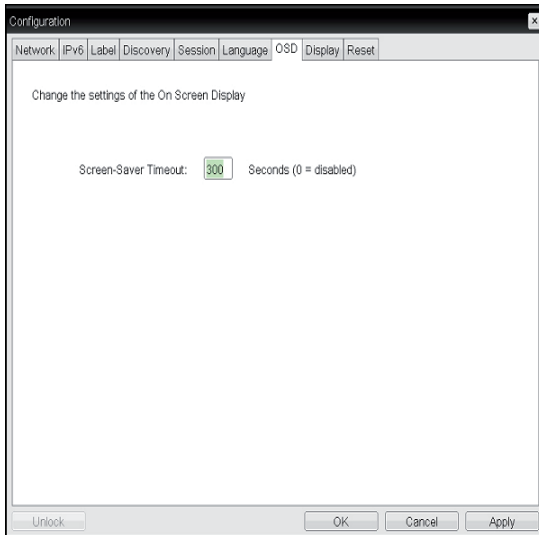 Configuration
Network IPv6 Label Discovery Session Language OSD Display Reset
Change the settings of the On Screen Display
Screen-Saver Timeout: 300 Seconds (0 = disabled)
Unlock OK Cancel Apply